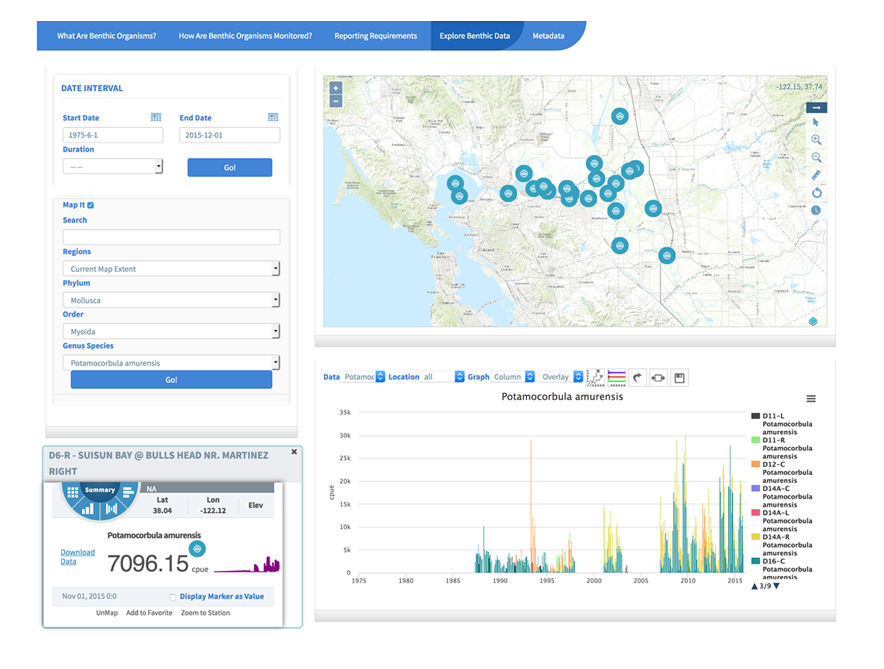 What Are Benthic Organisms? How Are Benthic Organisms Monitored? Reporting Requirements Explore Benthic Data Metadata
DATE INTERVAL
Start Date End Date
1975-6-1 2015-12-01
Duration
-- --
Go!
Map It
Search
Regions
Current Map Extent
Phylum
Mollusca
Order
Myoida
Genus Species
Potamocorbula amurensis
Go!
-122.15, 37.74
+
−
D6-R - SUISUN BAY @ BULLS HEAD NR. MARTINEZ
RIGHT
Summary
NA
Lat Lon Elev
38.04 -122.12
Potamocorbula amurensis
Download
Data
7096.15 cpue
Nov 01, 2015 0:0 Display Marker as Value
UnMap Add to Favorite Zoom to Station
Data Potamoc Location all Graph Column Overlay
Potamocorbula amurensis
cpue
35k
30k
25k
20k
15k
10k
5k
0
1975 1980 1985 1990 1995 2000 2005 2010 2015
D11-L
Potamocorbula
amurensis
D11-R
Potamocorbula
amurensis
D12-C
Potamocorbula
amurensis
D14A-C
Potamocorbula
amurensis
D14A-L
Potamocorbula
amurensis
D14A-R
Potamocorbula
amurensis
D16-C
Potamocorbula
amurensis
3/9